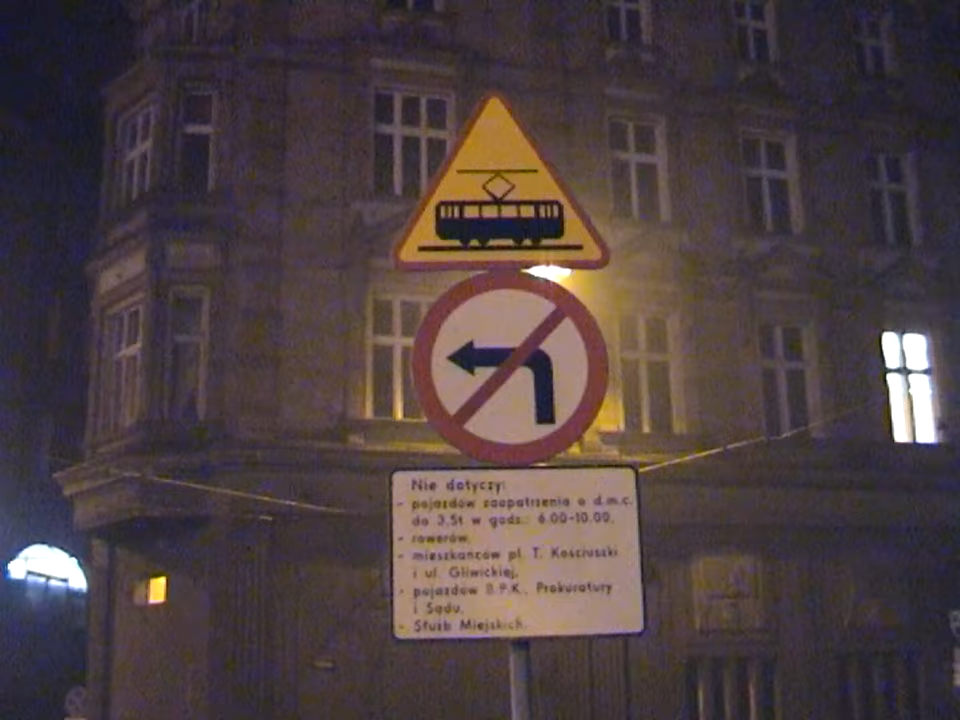 Nie dotyczy:
- pojazdów zaopatrzenia o d.m.c.
do 3.5t w godz.: 6.00-10.00,
- rowerów,
- mieszkańców pl. T. Kościuszki
i ul. Gliwickiej,
- pojazdów B.P.K., Prokuratury
i Sądu,
- Służb Miejskich.